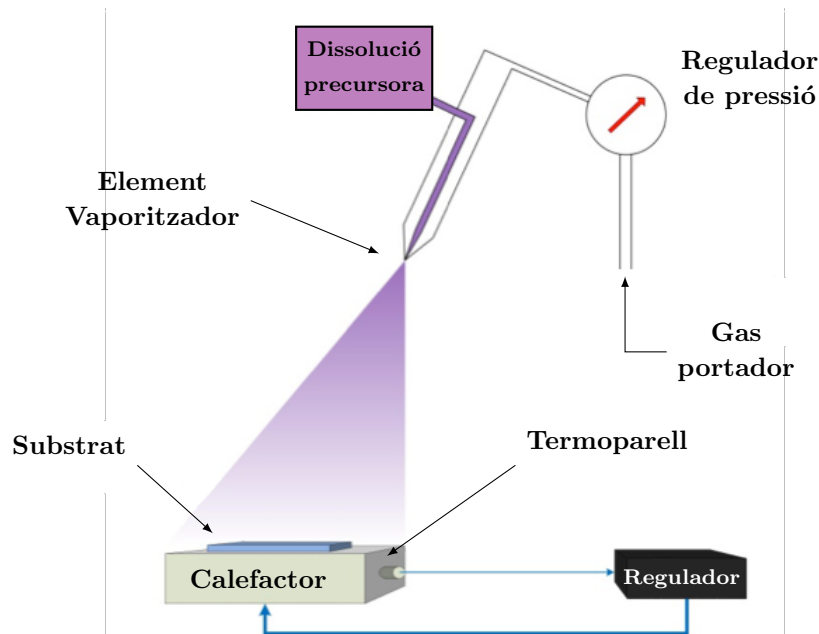 Dissolució
precursora
Regulador
de pressió
Element
Vaporitzador
Gas
portador
Substrat
Termoparell
Calefactor
Regulador